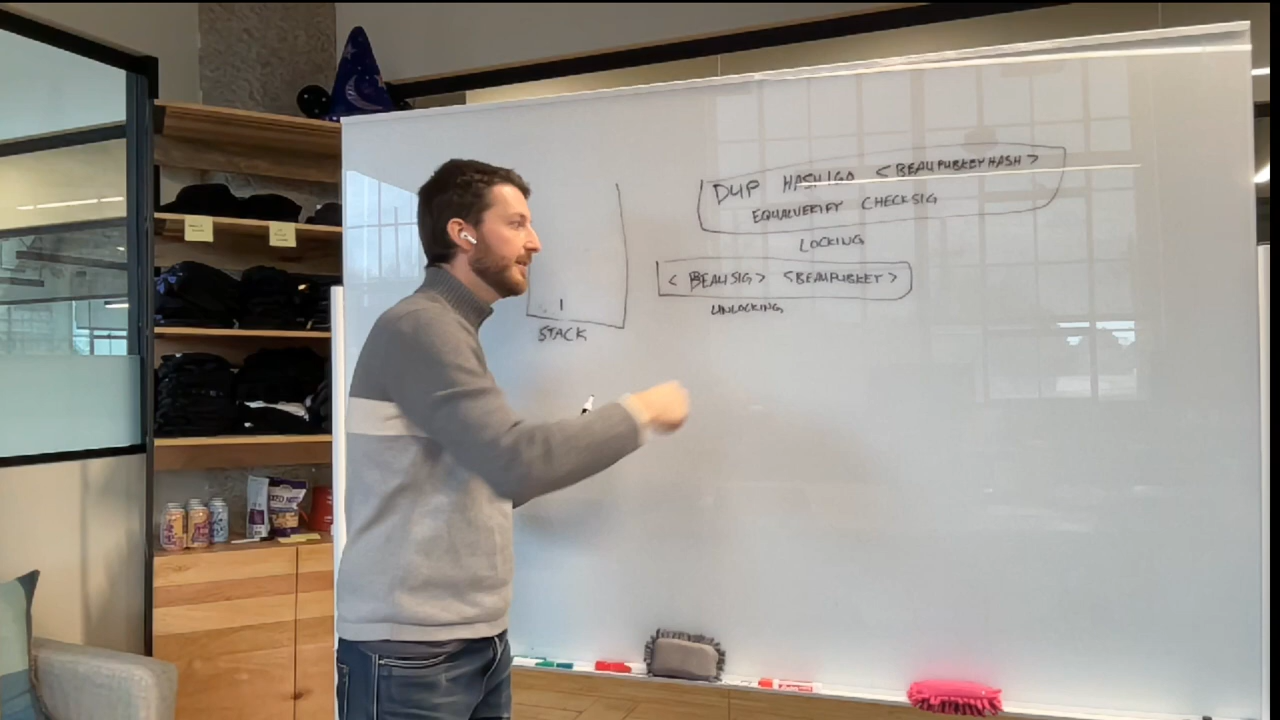 DUP HASH160 <BEAUPUBKEYHASH>
EQUALVERIFY CHECKSIG
LOCKING
<BEAUSIG> <BEAUPUBKEY>
UNLOCKING
1
STACK